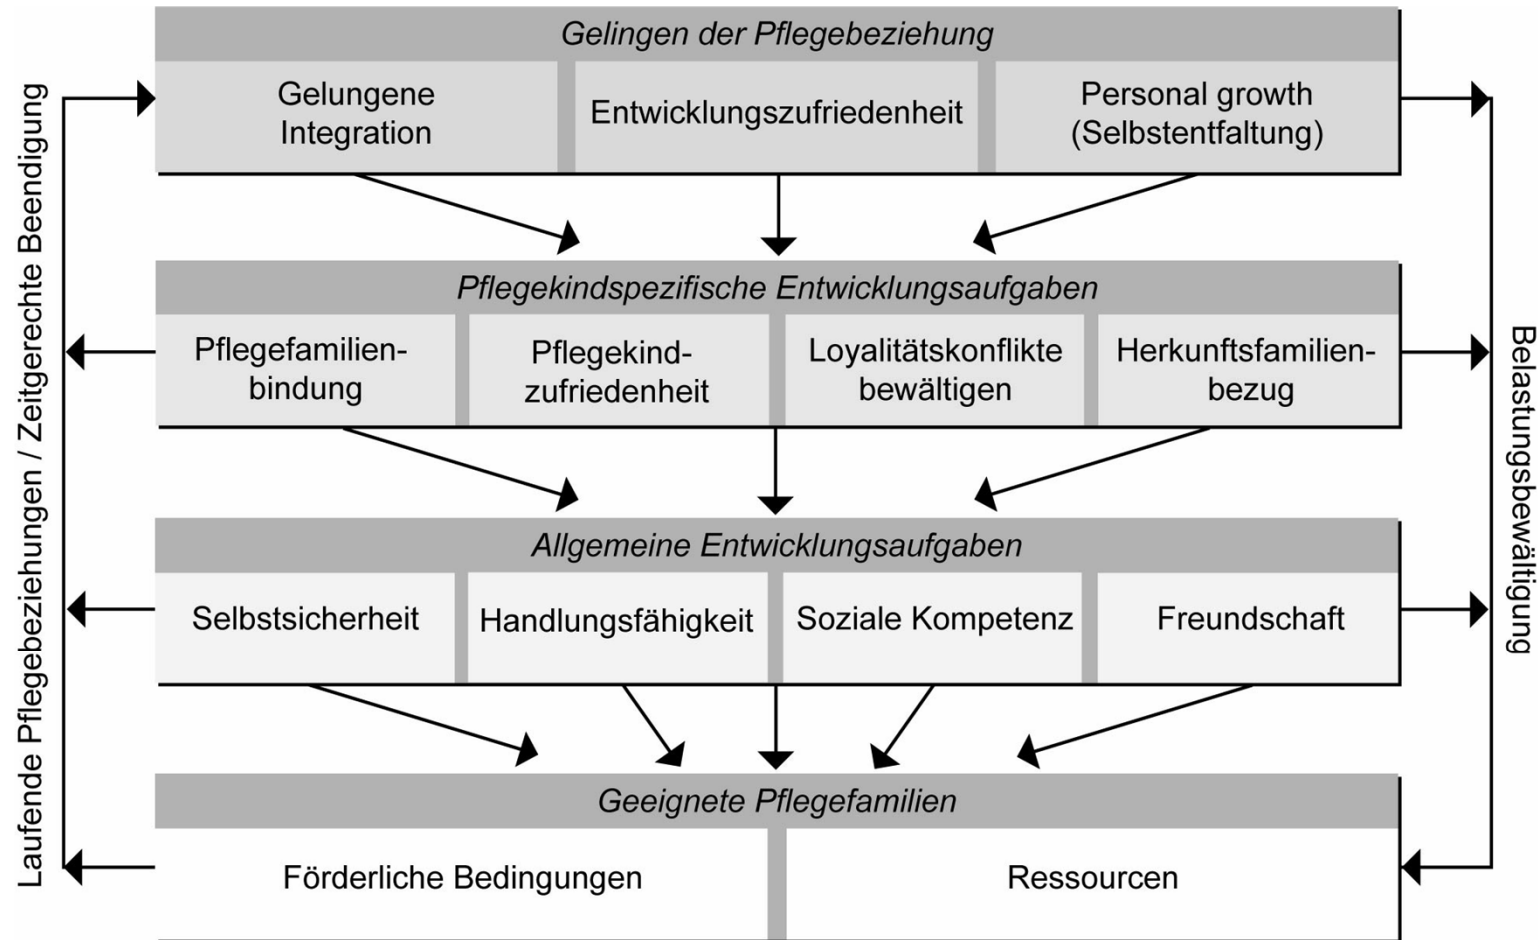 Gelingen der Pflegebeziehung
Gelungene
Integration
Entwicklungszufriedenheit
Personal growth
(Selbstentfaltung)
Pflegekindspezifische Entwicklungsaufgaben
Pflegefamilien-
bindung
Pflegekind-
zufriedenheit
Loyalitätskonflikte
bewältigen
Herkunftsfamilien-
bezug
Allgemeine Entwicklungsaufgaben
Selbstsicherheit
Handlungsfähigkeit
Soziale Kompetenz
Freundschaft
Geeignete Pflegefamilien
Förderliche Bedingungen
Ressourcen
Laufende Pflegebeziehungen / Zeitgerechte Beendigung
Belastungsbewältigung